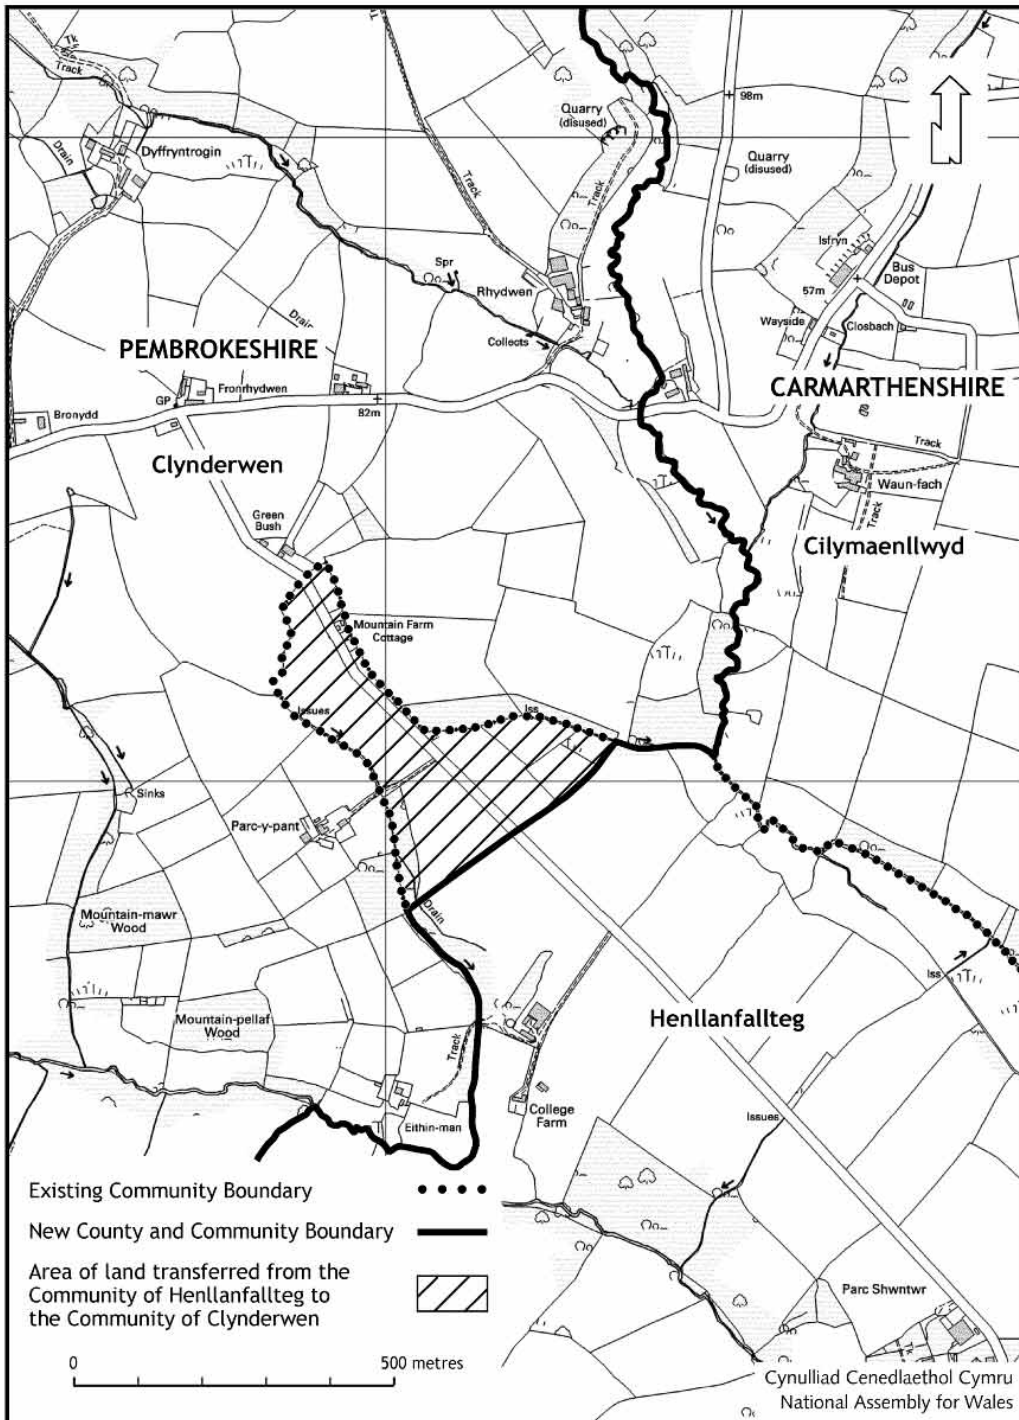 Tk
Track
Tk
98m
Quarry
(disused)
Quarry
(disused)
Drain
Dyffryntrogin
Track
Track
Isfryn
Bus
Depot
Spr
57m
Rhydwen
Drain
Wayside
Closbach
Collects
PEMBROKESHIRE
CARMARTHENSHIRE
Fronrhydwen
GP
Bronydd
82m
Track
Clynderwen
Waun-fach
Track
Green
Bush
Cilymaenllwyd
Mountain Farm
Cottage
Issues
Iss
Sinks
Parc-y-pant
Mountain-mawr
Wood
Drain
Iss
Mountain-pellaf
Wood
Henllanfallteg
Track
College
Farm
Issues
Eithin-man
Existing Community Boundary
New County and Community Boundary
Area of land transferred from the
Community of Henllanfallteg to
the Community of Clynderwen
Parc Shwntwr
Tk
0 500 metres
Cynulliad Cenedlaethol Cymru
National Assembly for Wales